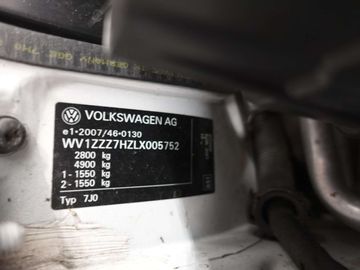 VOLKSWAGEN AG
e1*2007/46*0130
WV1ZZZ7HZLX005752
2800 kg
4900 kg
1 - 1550 kg
2 - 1550 kg
Typ 7J0